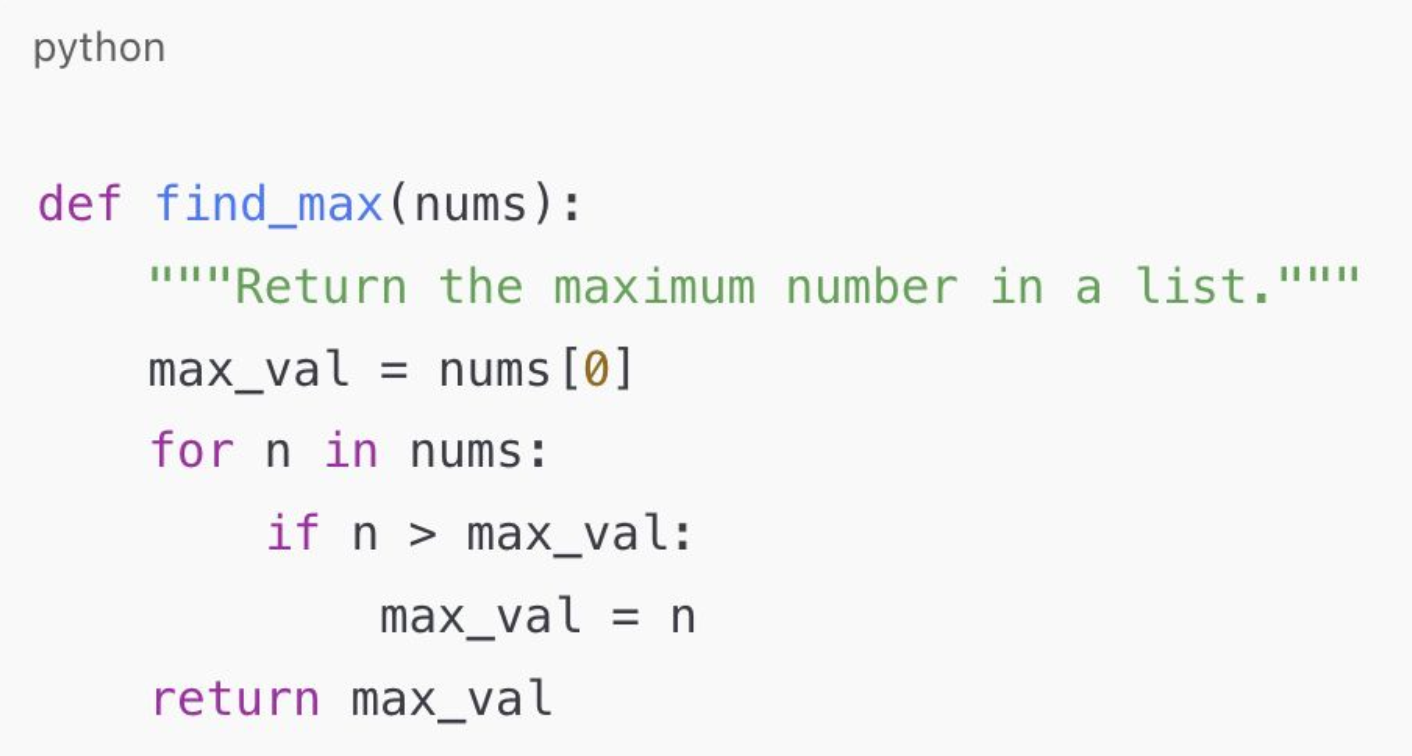 python
def find_max(nums):
    """Return the maximum number in a list."""
    max_val = nums[0]
    for n in nums:
        if n > max_val:
            max_val = n
    return max_val